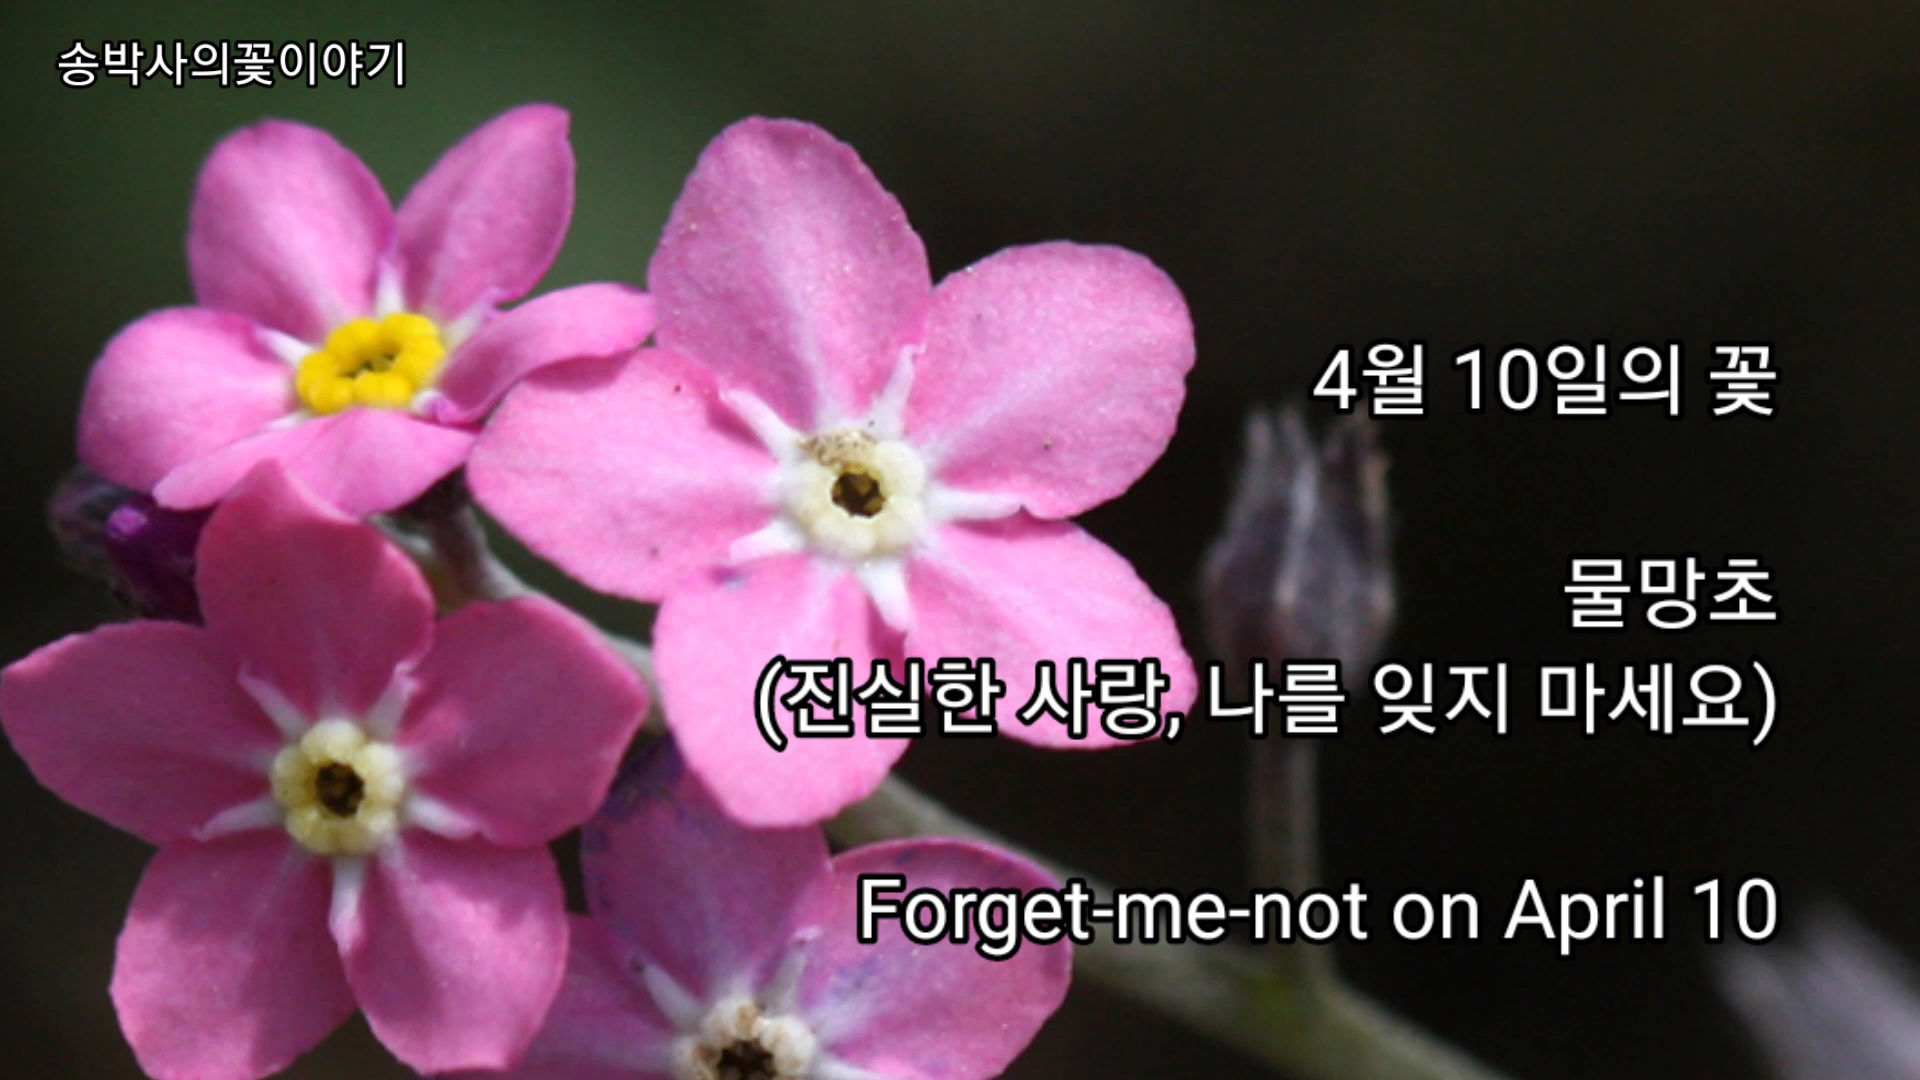 송박사의꽃이야기
4월 10일의 꽃
물망초
(진실한 사랑, 나를 잊지 마세요)
Forget-me-not on April 10